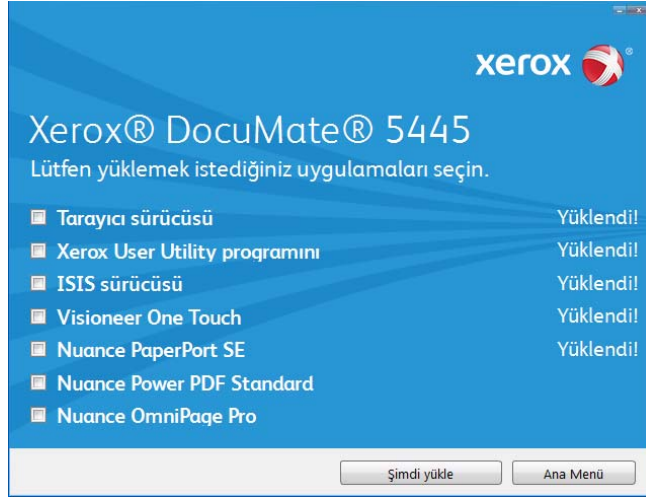 xerox
Xerox® DocuMate® 5445
Lütfen yüklemek istediğiniz uygulamaları seçin.
Tarayıcı sürücüsü Yüklendi!
Xerox User Utility programını Yüklendi!
ISIS sürücüsü Yüklendi!
Visioneer One Touch Yüklendi!
Nuance PaperPort SE Yüklendi!
Nuance Power PDF Standard
Nuance OmniPage Pro
Şimdi yükle Ana Menü